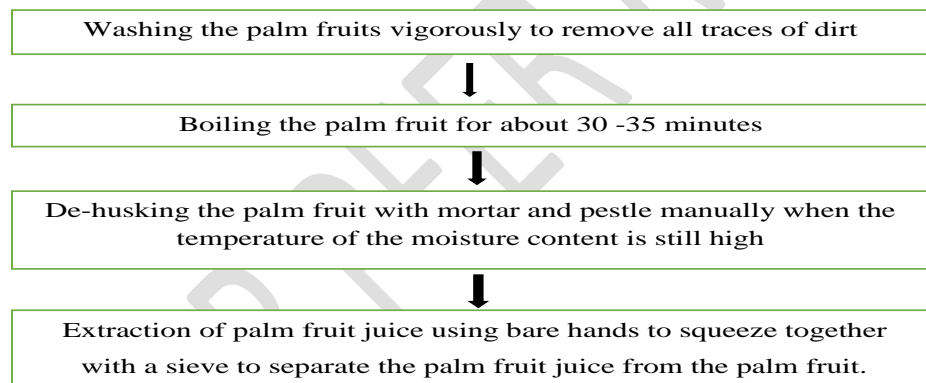 Washing the palm fruits vigorously to remove all traces of dirt
Boiling the palm fruit for about 30 -35 minutes
De-husking the palm fruit with mortar and pestle manually when the
temperature of the moisture content is still high
Extraction of palm fruit juice using bare hands to squeeze together
with a sieve to separate the palm fruit juice from the palm fruit.